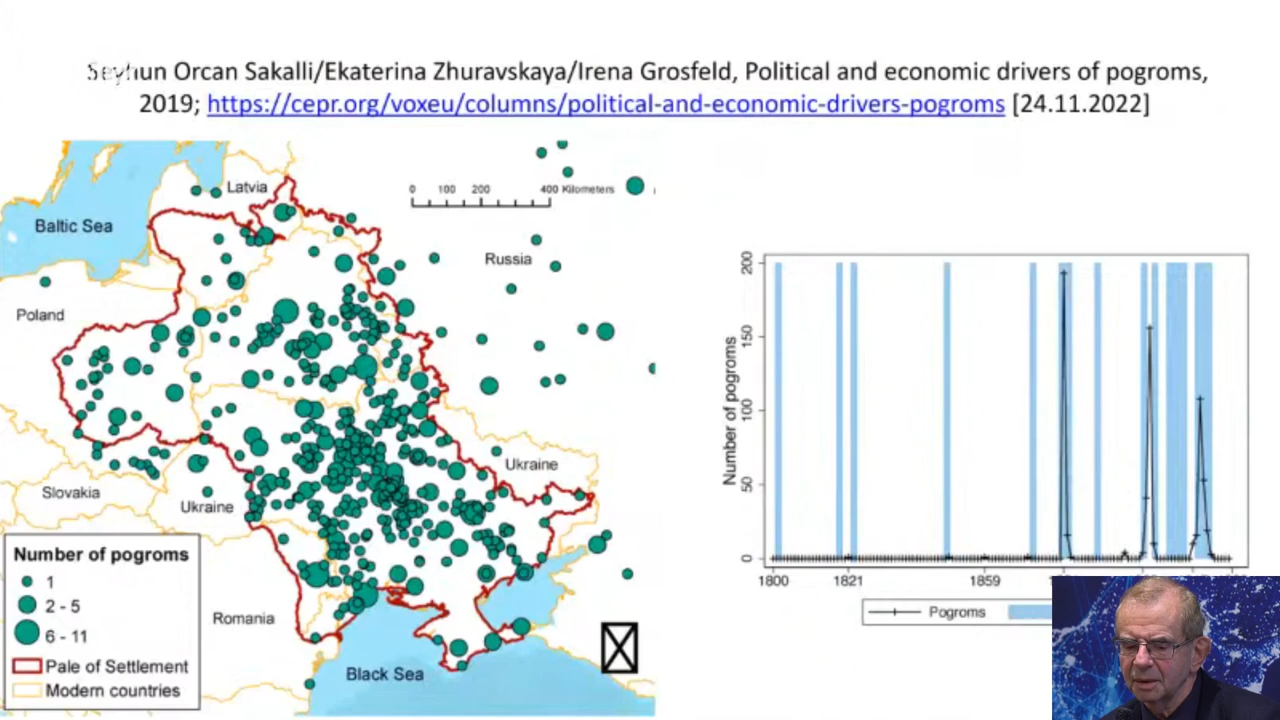 Seyhun Orcan Sakalli/Ekaterina Zhuravskaya/Irena Grosfeld, Political and economic drivers of pogroms,
2019; https://cepr.org/voxeu/columns/political-and-economic-drivers-pogroms [24.11.2022]
Latvia
0 100 200 400 Kilometers
Baltic Sea
Russia
Poland
Ukraine
Slovakia
Ukraine
Number of pogroms
1
2 - 5
6 - 11
Pale of Settlement
Modern countries
Romania
Black Sea
Number of pogroms
200
150
100
50
0
1800 1821 1859
Pogroms